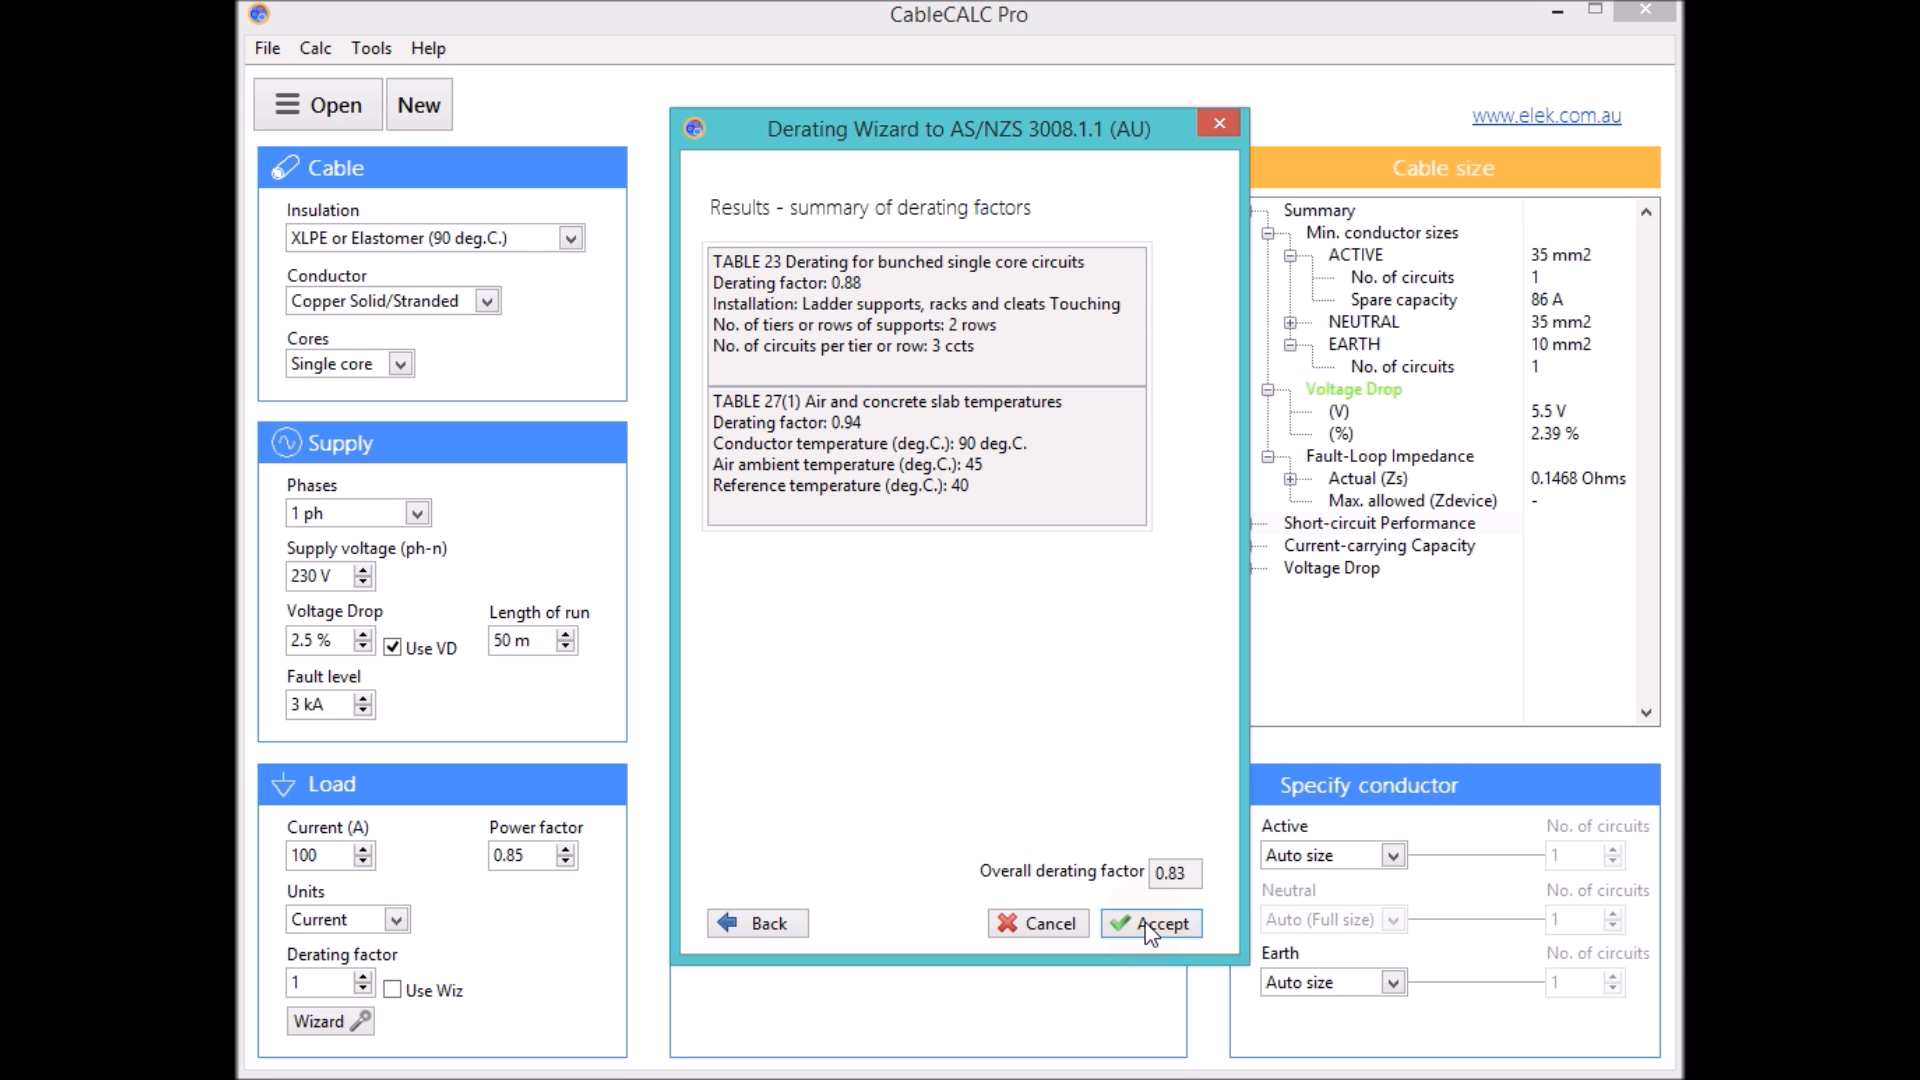 CableCALC Pro
File Calc Tools Help
Open New
www.elek.com.au
Cable
Insulation
XLPE or Elastomer (90 deg.C.)
Conductor
Copper Solid/Stranded
Cores
Single core
Supply
Phases
1 ph
Supply voltage (ph-n)
230 V
Voltage Drop Length of run
2.5 % Use VD 50 m
Fault level
3 kA
Load
Current (A) Power factor
100 0.85
Units
Current
Derating factor
1 Use Wiz
Wizard
Derating Wizard to AS/NZS 3008.1.1 (AU)
Results - summary of derating factors
TABLE 23 Derating for bunched single core circuits
Derating factor: 0.88
Installation: Ladder supports, racks and cleats Touching
No. of tiers or rows of supports: 2 rows
No. of circuits per tier or row: 3 ccts
TABLE 27(1) Air and concrete slab temperatures
Derating factor: 0.94
Conductor temperature (deg.C.): 90 deg.C.
Air ambient temperature (deg.C.): 45
Reference temperature (deg.C.): 40
Overall derating factor 0.83
Back Cancel Accept
Cable size
Summary
Min. conductor sizes
ACTIVE 35 mm2
No. of circuits 1
Spare capacity 86 A
NEUTRAL 35 mm2
EARTH 10 mm2
No. of circuits 1
Voltage Drop
(V) 5.5 V
(%) 2.39 %
Fault-Loop Impedance
Actual (Zs) 0.1468 Ohms
Max. allowed (Zdevice) -
Short-circuit Performance
Current-carrying Capacity
Voltage Drop
Specify conductor
Active No. of circuits
Auto size 1
Neutral No. of circuits
Auto (Full size) 1
Earth No. of circuits
Auto size 1